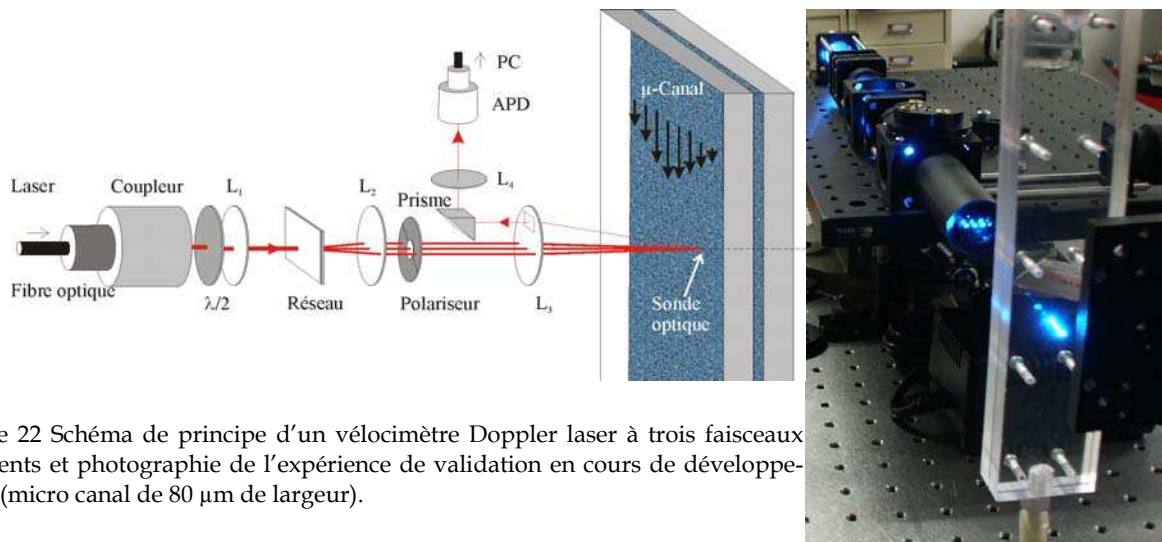 PC
APD
µ-Canal
L₄
Laser
Coupleur
L₁
L₂
Prisme
Fibre optique
λ/2
Réseau
Polariseur
L₃
Sonde
optique
e 22 Schéma de principe d'un vélocimètre Doppler laser à trois faisceaux
ents et photographie de l'expérience de validation en cours de développe-
(micro canal de 80 µm de largeur).